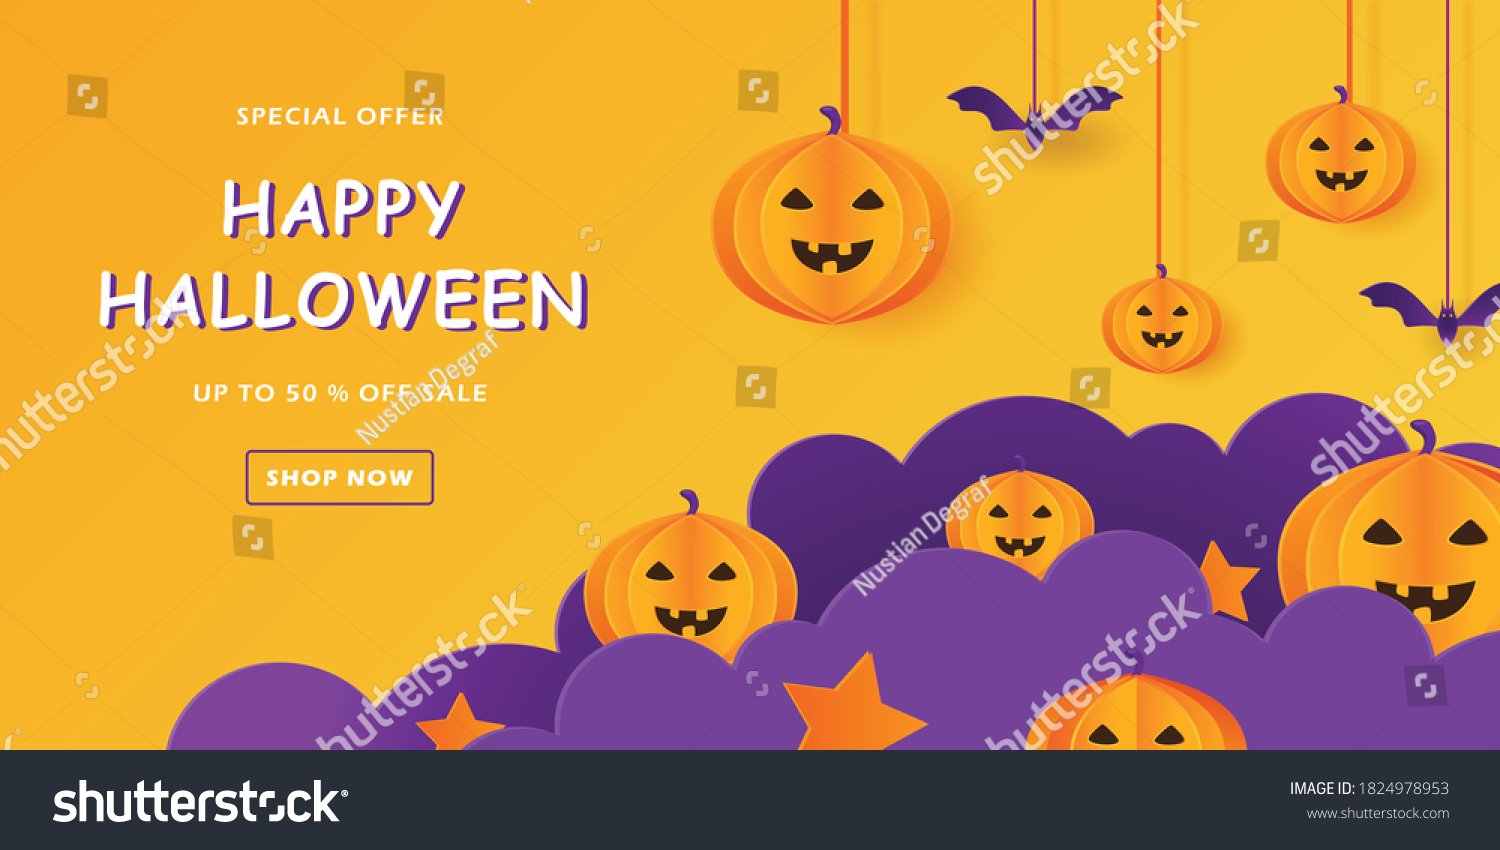 SPECIAL OFFER
HAPPY
HALLOWEEN
UP TO 50 % OFF SALE
SHOP NOW
shutterstock
shutterstock
shutterstock
shutterstock
shutterstock
shutterstock
Nustian Degraf
Nustian Degraf
shutterstock®
IMAGE ID: 1824978953
www.shutterstock.com